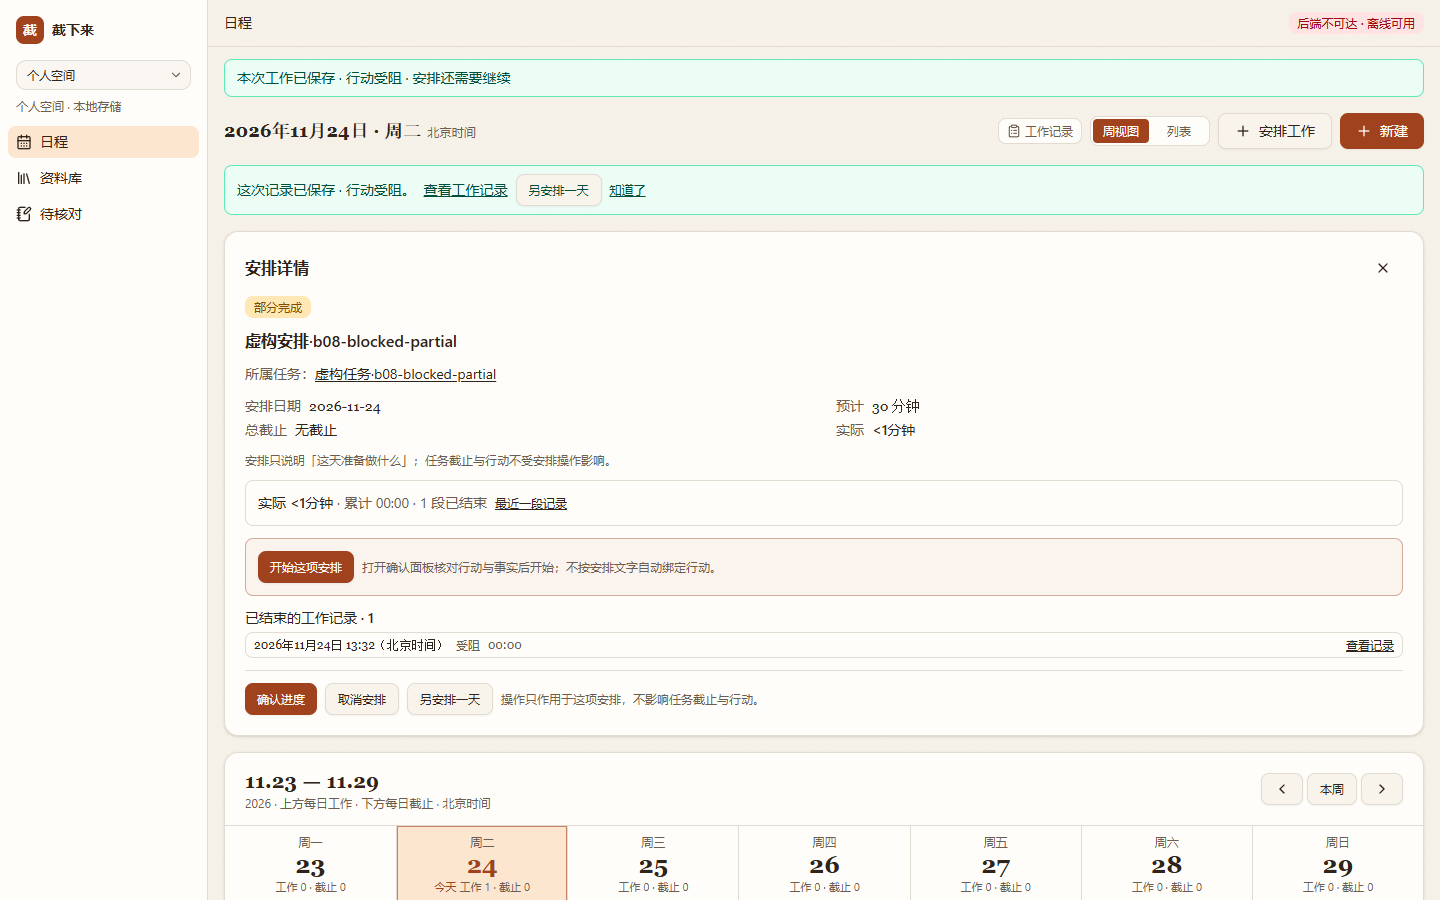 截 截下来
个人空间
个人空间 · 本地存储
日程
资料库
待核对
日程
后端不可达 · 离线可用
本次工作已保存 · 行动受阻 · 安排还需要继续
2026年11月24日 · 周二 北京时间
工作记录 周视图 列表 安排工作 新建
这次记录已保存 · 行动受阻。 查看工作记录 另安排一天 知道了
安排详情
部分完成
虚构安排·b08-blocked-partial
所属任务: 虚构任务·b08-blocked-partial
安排日期 2026-11-24 预计 30 分钟
总截止 无截止 实际 <1分钟
安排只说明「这天准备做什么」；任务截止与行动不受安排操作影响。
实际 <1分钟 · 累计 00:00 · 1 段已结束 最近一段记录
开始这项安排 打开确认面板核对行动与事实后开始；不按安排文字自动绑定行动。
已结束的工作记录 · 1
2026年11月24日 13:32（北京时间） 受阻 00:00 查看记录
确认进度 取消安排 另安排一天 操作只作用于这项安排，不影响任务截止与行动。
11.23 — 11.29
2026 · 上方每日工作 · 下方每日截止 · 北京时间
本周
周一 周二 周三 周四 周五 周六 周日
23 24 25 26 27 28 29
工作 0 · 截止 0 今天 工作 1 · 截止 0 工作 0 · 截止 0 工作 0 · 截止 0 工作 0 · 截止 0 工作 0 · 截止 0 工作 0 · 截止 0